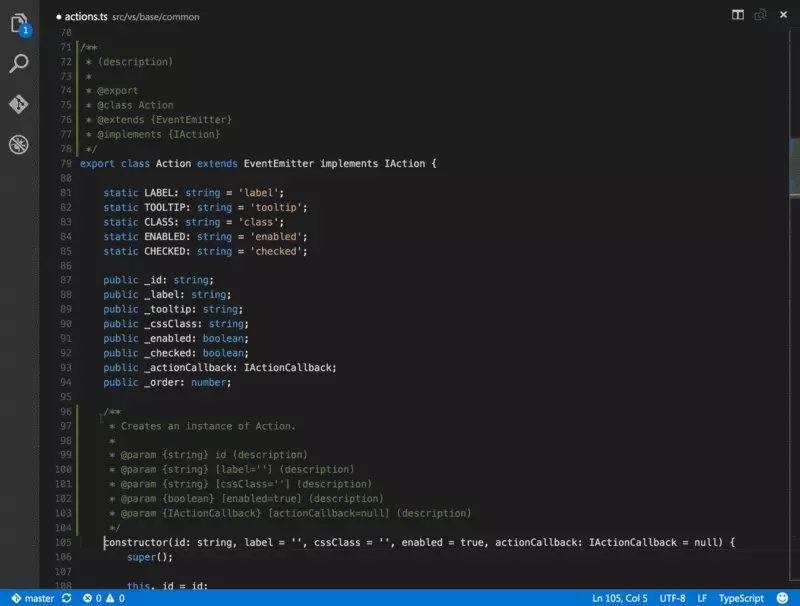 1
● actions.ts src/vs/base/common
70
71 /**
72 * (description)
73 *
74 * @export
75 * @class Action
76 * @extends {EventEmitter}
77 * @implements {IAction}
78 */
79 export class Action extends EventEmitter implements IAction {
80
81 static LABEL: string = 'label';
82 static TOOLTIP: string = 'tooltip';
83 static CLASS: string = 'class';
84 static ENABLED: string = 'enabled';
85 static CHECKED: string = 'checked';
86
87 public _id: string;
88 public _label: string;
89 public _tooltip: string;
90 public _cssClass: string;
91 public _enabled: boolean;
92 public _checked: boolean;
93 public _actionCallback: IActionCallback;
94 public _order: number;
95
96 /**
97 * Creates an instance of Action.
98 *
99 * @param {string} id (description)
100 * @param {string} [label=''] (description)
101 * @param {string} [cssClass=''] (description)
102 * @param {boolean} [enabled=true] (description)
103 * @param {IActionCallback} [actionCallback=null] (description)
104 */
105 constructor(id: string, label = '', cssClass = '', enabled = true, actionCallback: IActionCallback = null) {
106 super();
107
108 this._id = id;
master 0 0 Ln 105, Col 5 UTF-8 LF TypeScript